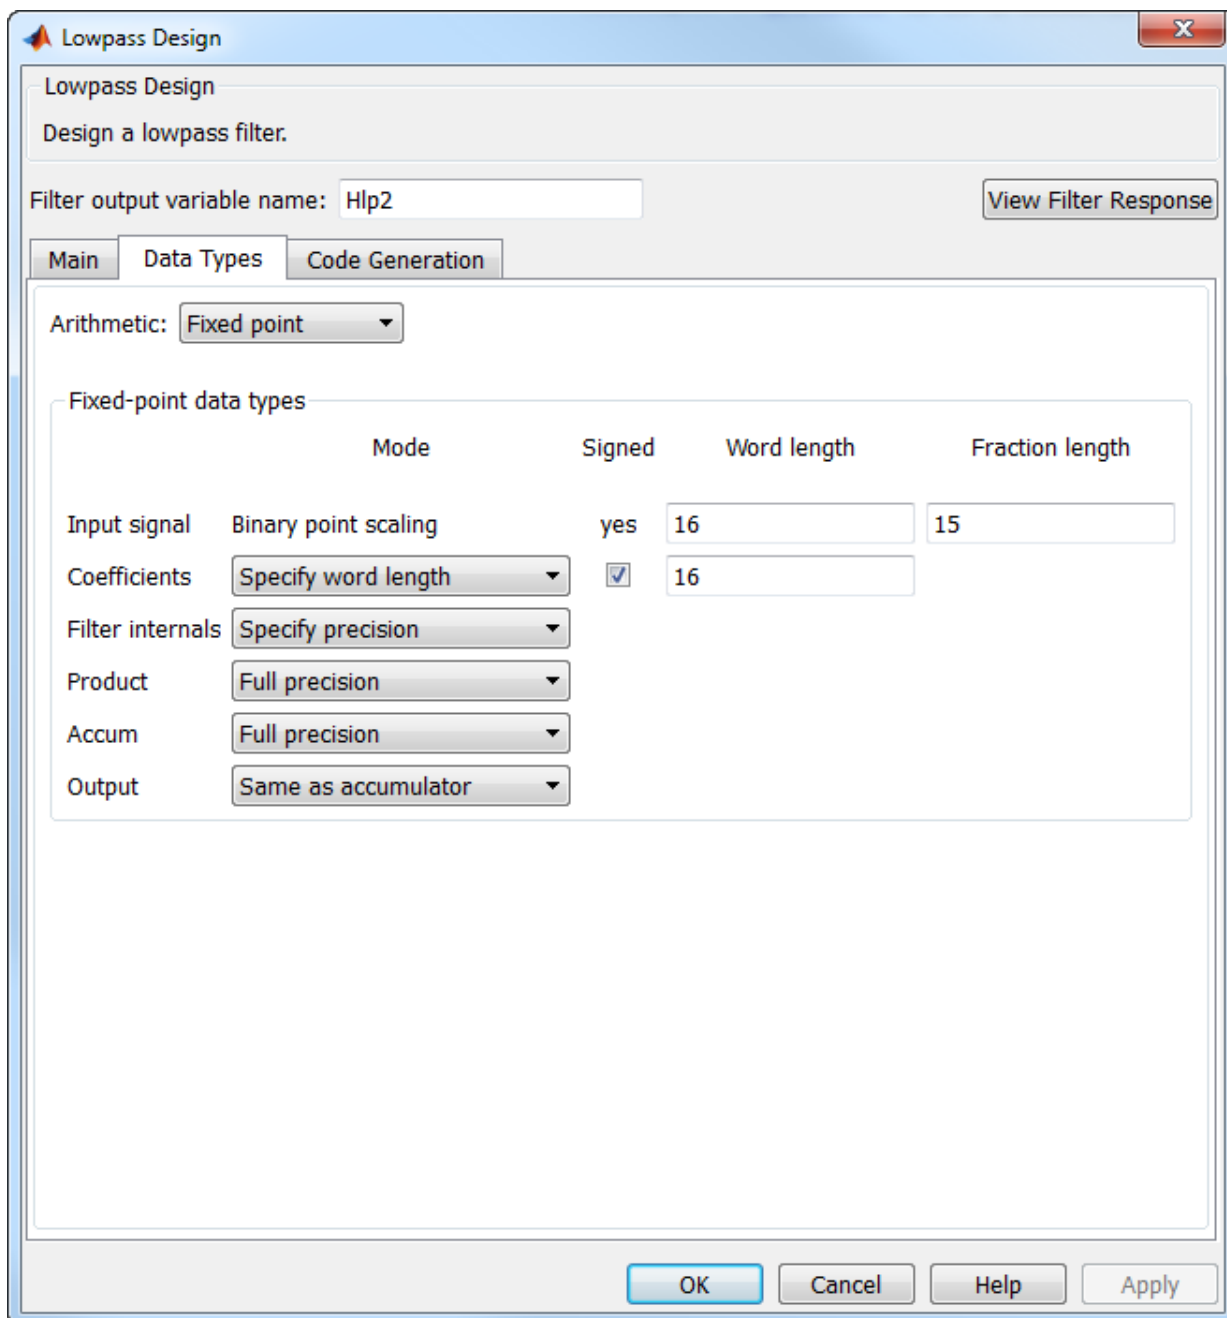 Lowpass Design
X
Lowpass Design
Design a lowpass filter.
Filter output variable name: Hlp2 View Filter Response
Main Data Types Code Generation
Arithmetic: Fixed point
Fixed-point data types
Mode Signed Word length Fraction length
Input signal Binary point scaling yes 16 15
Coefficients Specify word length 16
Filter internals Specify precision
Product Full precision
Accum Full precision
Output Same as accumulator
OK Cancel Help Apply